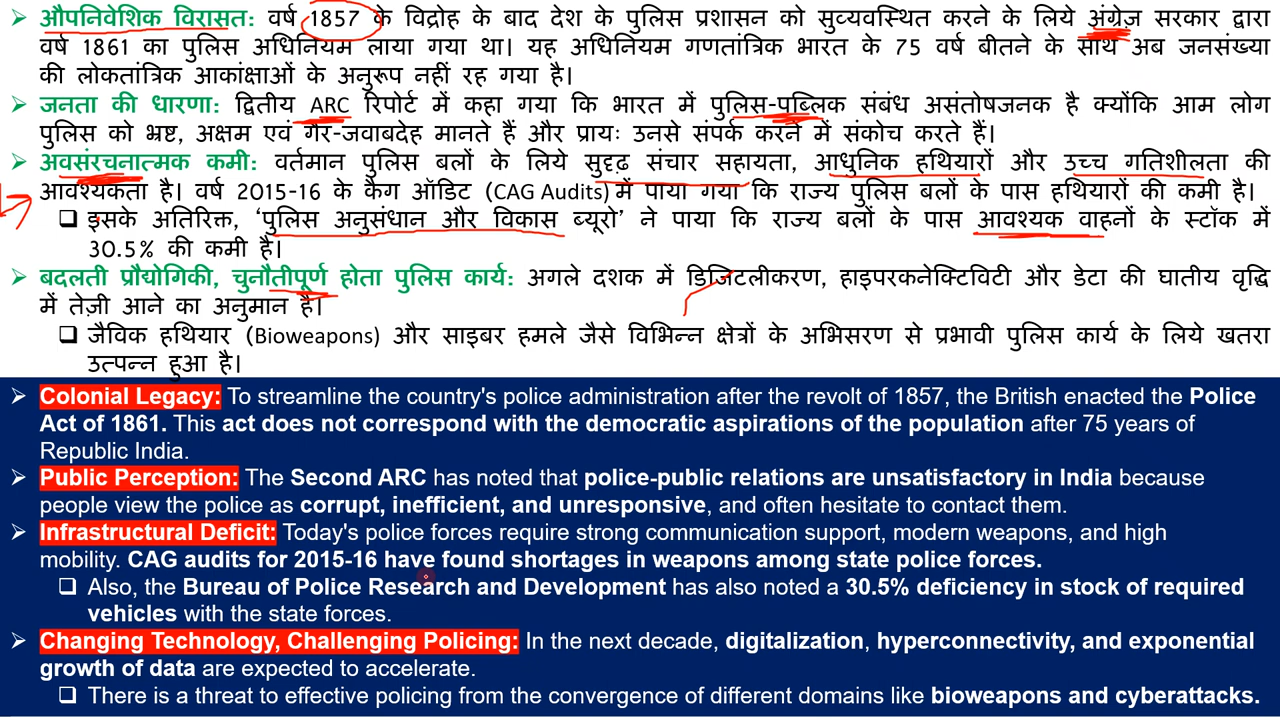 ➢ औपनिवेशिक विरासत: वर्ष 1857 के विद्रोह के बाद देश के पुलिस प्रशासन को सुव्यवस्थित करने के लिये अंग्रेज़ सरकार द्वारा
वर्ष 1861 का पुलिस अधिनियम लाया गया था। यह अधिनियम गणतांत्रिक भारत के 75 वर्ष बीतने के साथ अब जनसंख्या
की लोकतांत्रिक आकांक्षाओं के अनुरूप नहीं रह गया है।
➢ जनता की धारणा: द्वितीय ARC रिपोर्ट में कहा गया कि भारत में पुलिस-पब्लिक संबंध असंतोषजनक है क्योंकि आम लोग
पुलिस को भ्रष्ट, अक्षम एवं गैर-जवाबदेह मानते हैं और प्रायः उनसे संपर्क करने में संकोच करते हैं।
➢ अवसंरचनात्मक कमी: वर्तमान पुलिस बलों के लिये सुदृढ़ संचार सहायता, आधुनिक हथियारों और उच्च गतिशीलता की
आवश्यकता है। वर्ष 2015-16 के कैग ऑडिट (CAG Audits) में पाया गया कि राज्य पुलिस बलों के पास हथियारों की कमी है।
❑ इसके अतिरिक्त, ‘पुलिस अनुसंधान और विकास ब्यूरो’ ने पाया कि राज्य बलों के पास आवश्यक वाहनों के स्टॉक में
30.5% की कमी है।
➢ बदलती प्रौद्योगिकी, चुनौतीपूर्ण होता पुलिस कार्य: अगले दशक में डिजिटलीकरण, हाइपरकनेक्टिविटी और डेटा की घातीय वृद्धि
में तेज़ी आने का अनुमान है।
❑ जैविक हथियार (Bioweapons) और साइबर हमले जैसे विभिन्न क्षेत्रों के अभिसरण से प्रभावी पुलिस कार्य के लिये खतरा
उत्पन्न हुआ है।
➢ Colonial Legacy: To streamline the country's police administration after the revolt of 1857, the British enacted the Police
Act of 1861. This act does not correspond with the democratic aspirations of the population after 75 years of
Republic India.
➢ Public Perception: The Second ARC has noted that police-public relations are unsatisfactory in India because
people view the police as corrupt, inefficient, and unresponsive, and often hesitate to contact them.
➢ Infrastructural Deficit: Today's police forces require strong communication support, modern weapons, and high
mobility. CAG audits for 2015-16 have found shortages in weapons among state police forces.
❑ Also, the Bureau of Police Research and Development has also noted a 30.5% deficiency in stock of required
vehicles with the state forces.
➢ Changing Technology, Challenging Policing: In the next decade, digitalization, hyperconnectivity, and exponential
growth of data are expected to accelerate.
❑ There is a threat to effective policing from the convergence of different domains like bioweapons and cyberattacks.